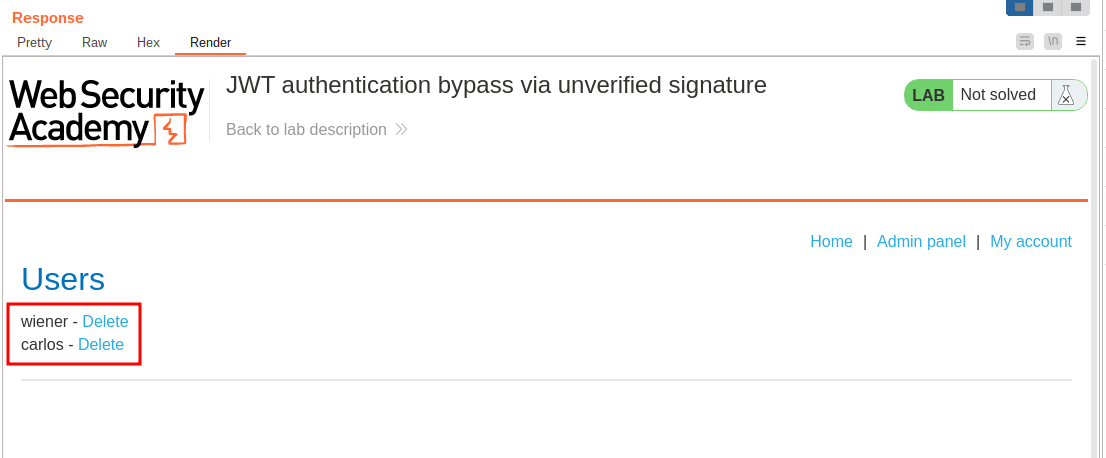 Response
Pretty Raw Hex Render
\n
Web Security
Academy
JWT authentication bypass via unverified signature
Back to lab description
LAB Not solved
Home | Admin panel | My account
Users
wiener - Delete
carlos - Delete